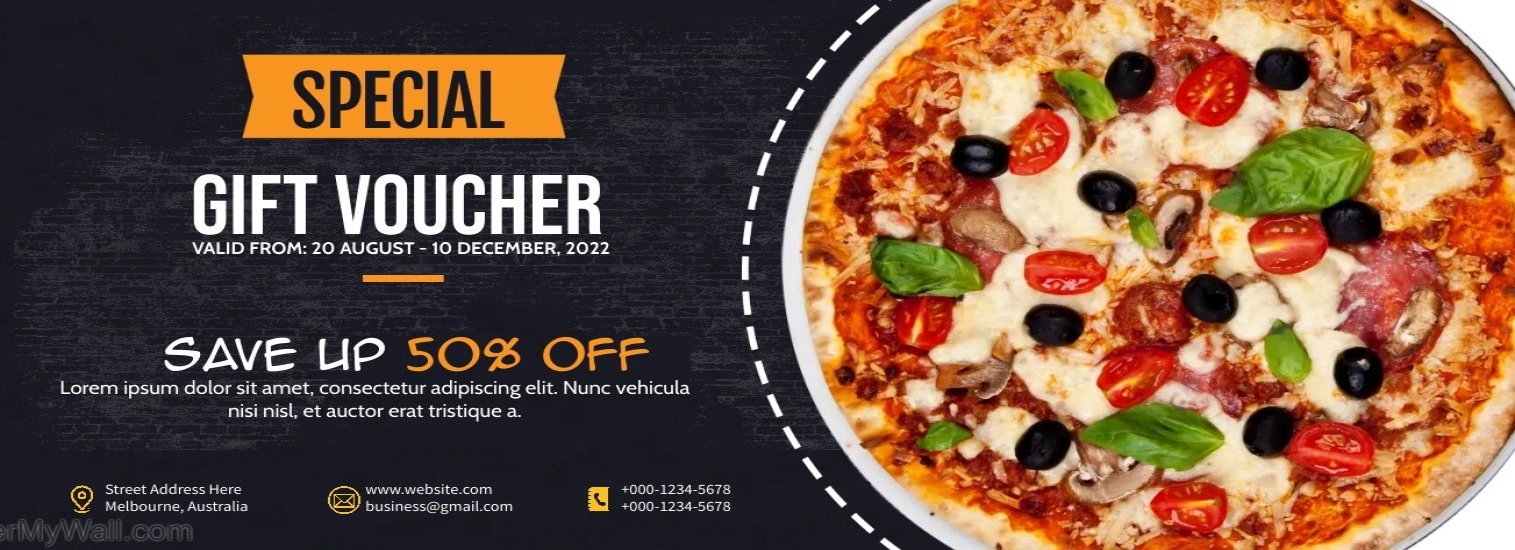 SPECIAL
GIFT VOUCHER
VALID FROM: 20 AUGUST - 10 DECEMBER, 2022
SAVE UP 50% OFF
Lorem ipsum dolor sit amet, consectetur adipiscing elit. Nunc vehicula
nisi nisl, et auctor erat tristique a.
Street Address Here
Melbourne, Australia
www.website.com
business@gmail.com
+000-1234-5678
+000-1234-5678
erMyWall.com